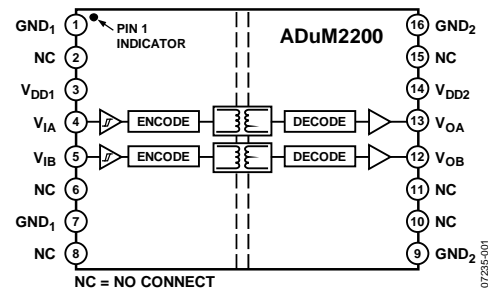 GND1 1 PIN 1 INDICATOR ADuM2200 16 GND2
NC 2 15 NC
VDD1 3 14 VDD2
VIA 4 ENCODE DECODE 13 VOA
VIB 5 ENCODE DECODE 12 VOB
NC 6 11 NC
GND1 7 10 NC
NC 8 9 GND2
NC = NO CONNECT
07235-001